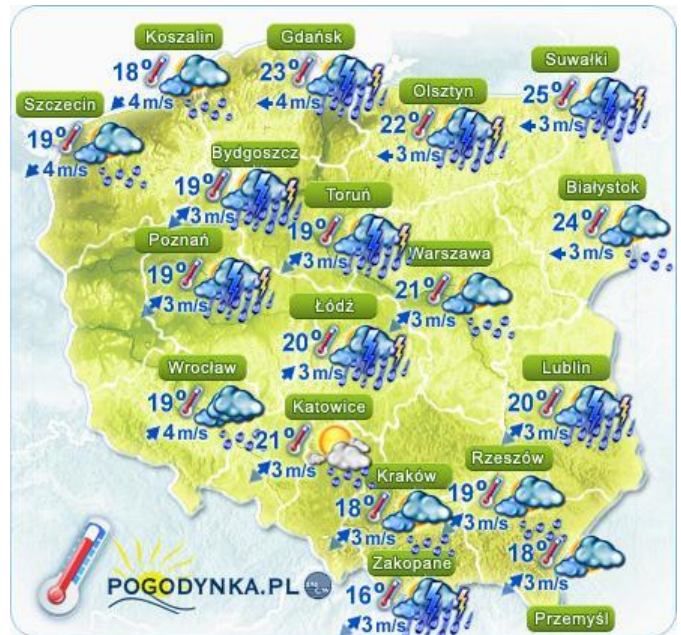 Koszalin
18°
4 m/s
Gdańsk
23°
4 m/s
Suwałki
25°
3 m/s
Olsztyn
22°
3 m/s
Szczecin
19°
4 m/s
Bydgoszcz
19°
3 m/s
Toruń
19°
3 m/s
Białystok
24°
3 m/s
Poznań
19°
3 m/s
Warszawa
21°
3 m/s
Łódź
20°
3 m/s
Wrocław
19°
4 m/s
Katowice
21°
3 m/s
Lublin
20°
3 m/s
Kraków
18°
3 m/s
Rzeszów
19°
3 m/s
Zakopane
16°
3 m/s
18°
3 m/s
Przemyśl
POGODYNKA.PL